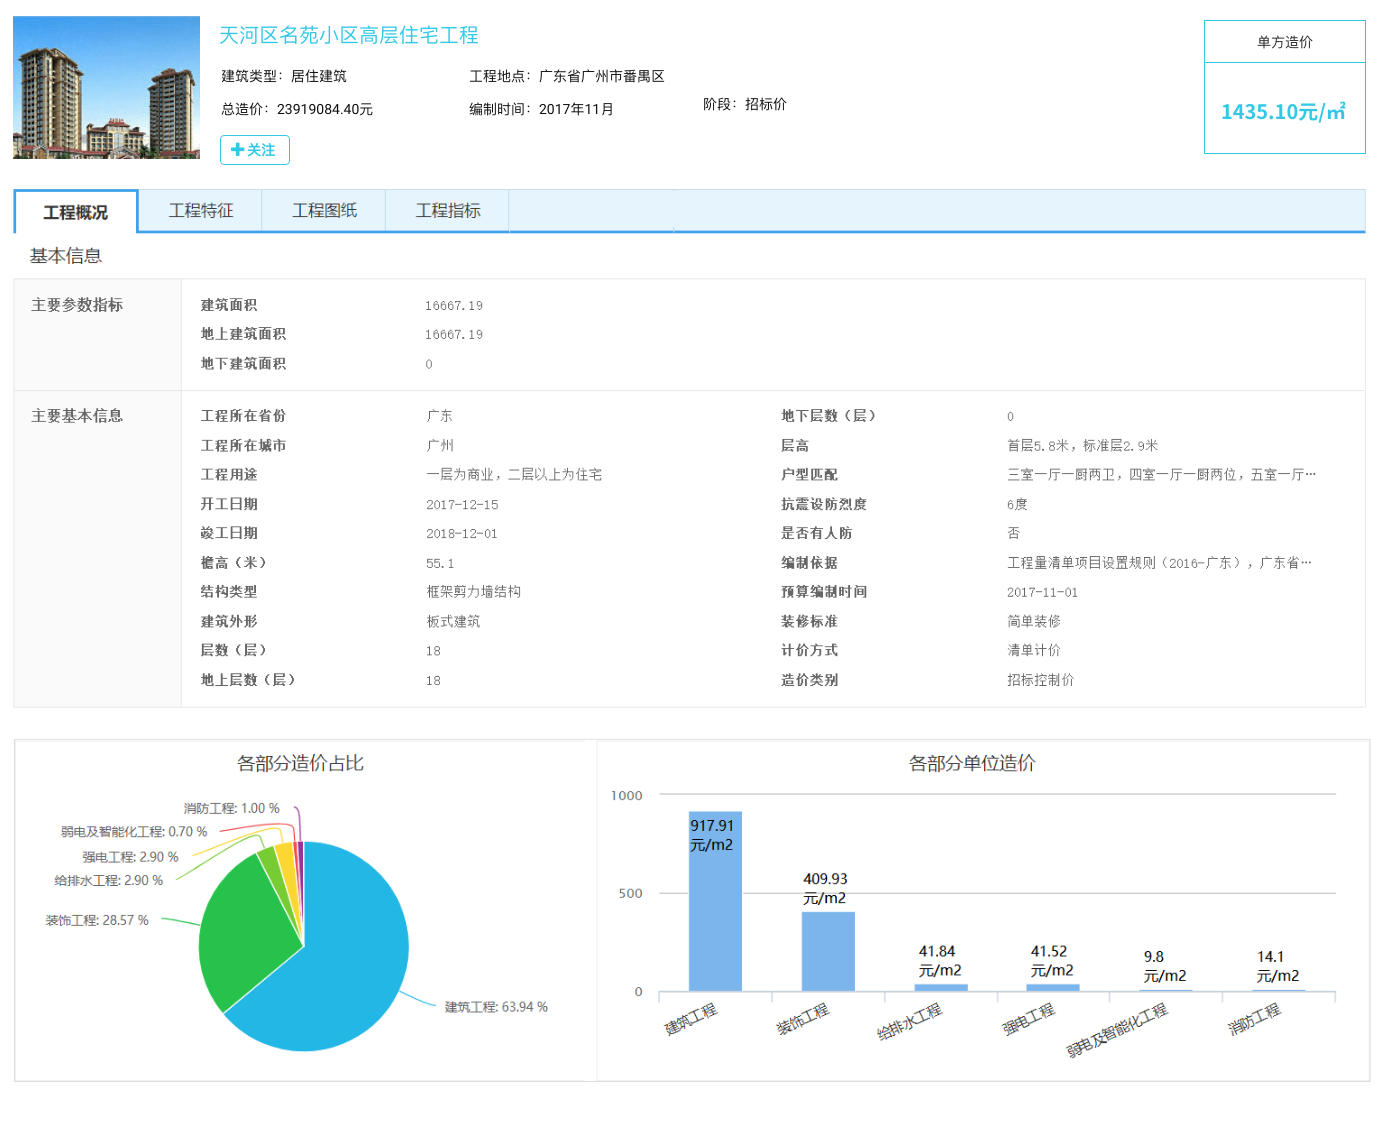 天河区名苑小区高层住宅工程
建筑类型：居住建筑
工程地点：广东省广州市番禺区
总造价：23919084.40元
编制时间：2017年11月
阶段：招标价
关注
单方造价
1435.10元/㎡
工程概况
工程特征
工程图纸
工程指标
基本信息
主要参数指标
建筑面积 16667.19
地上建筑面积 16667.19
地下建筑面积 0
主要基本信息
工程所在省份 广东 地下层数（层） 0
工程所在城市 广州 层高 首层5.8米，标准层2.9米
工程用途 一层为商业，二层以上为住宅 户型匹配 三室一厅一厨两卫，四室一厅一厨两位，五室一厅…
开工日期 2017-12-15 抗震设防烈度 6度
竣工日期 2018-12-01 是否有人防 否
檐高（米） 55.1 编制依据 工程量清单项目设置规则（2016-广东），广东省…
结构类型 框架剪力墙结构 预算编制时间 2017-11-01
建筑外形 板式建筑 装修标准 简单装修
层数（层） 18 计价方式 清单计价
地上层数（层） 18 造价类别 招标控制价
各部分造价占比
消防工程: 1.00 %
弱电及智能化工程: 0.70 %
强电工程: 2.90 %
给排水工程: 2.90 %
装饰工程: 28.57 %
建筑工程: 63.94 %
各部分单位造价
1000
500
0
917.91
元/m2
409.93
元/m2
41.84
元/m2
41.52
元/m2
9.8
元/m2
14.1
元/m2
建筑工程
装饰工程
给排水工程
强电工程
弱电及智能化工程
消防工程